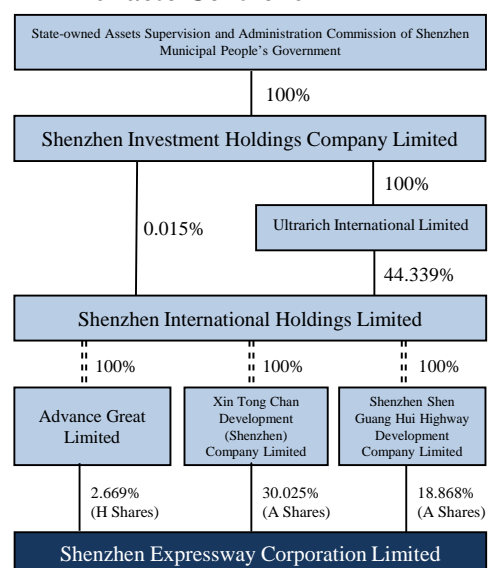 State-owned Assets Supervision and Administration Commission of Shenzhen
Municipal People's Government
100%
Shenzhen Investment Holdings Company Limited
100%
0.015%
Ultrarich International Limited
44.339%
Shenzhen International Holdings Limited
100%
100%
100%
Advance Great
Limited
Xin Tong Chan
Development
(Shenzhen)
Company Limited
Shenzhen Shen
Guang Hui Highway
Development
Company Limited
2.669%
(H Shares)
30.025%
(A Shares)
18.868%
(A Shares)
Shenzhen Expressway Corporation Limited